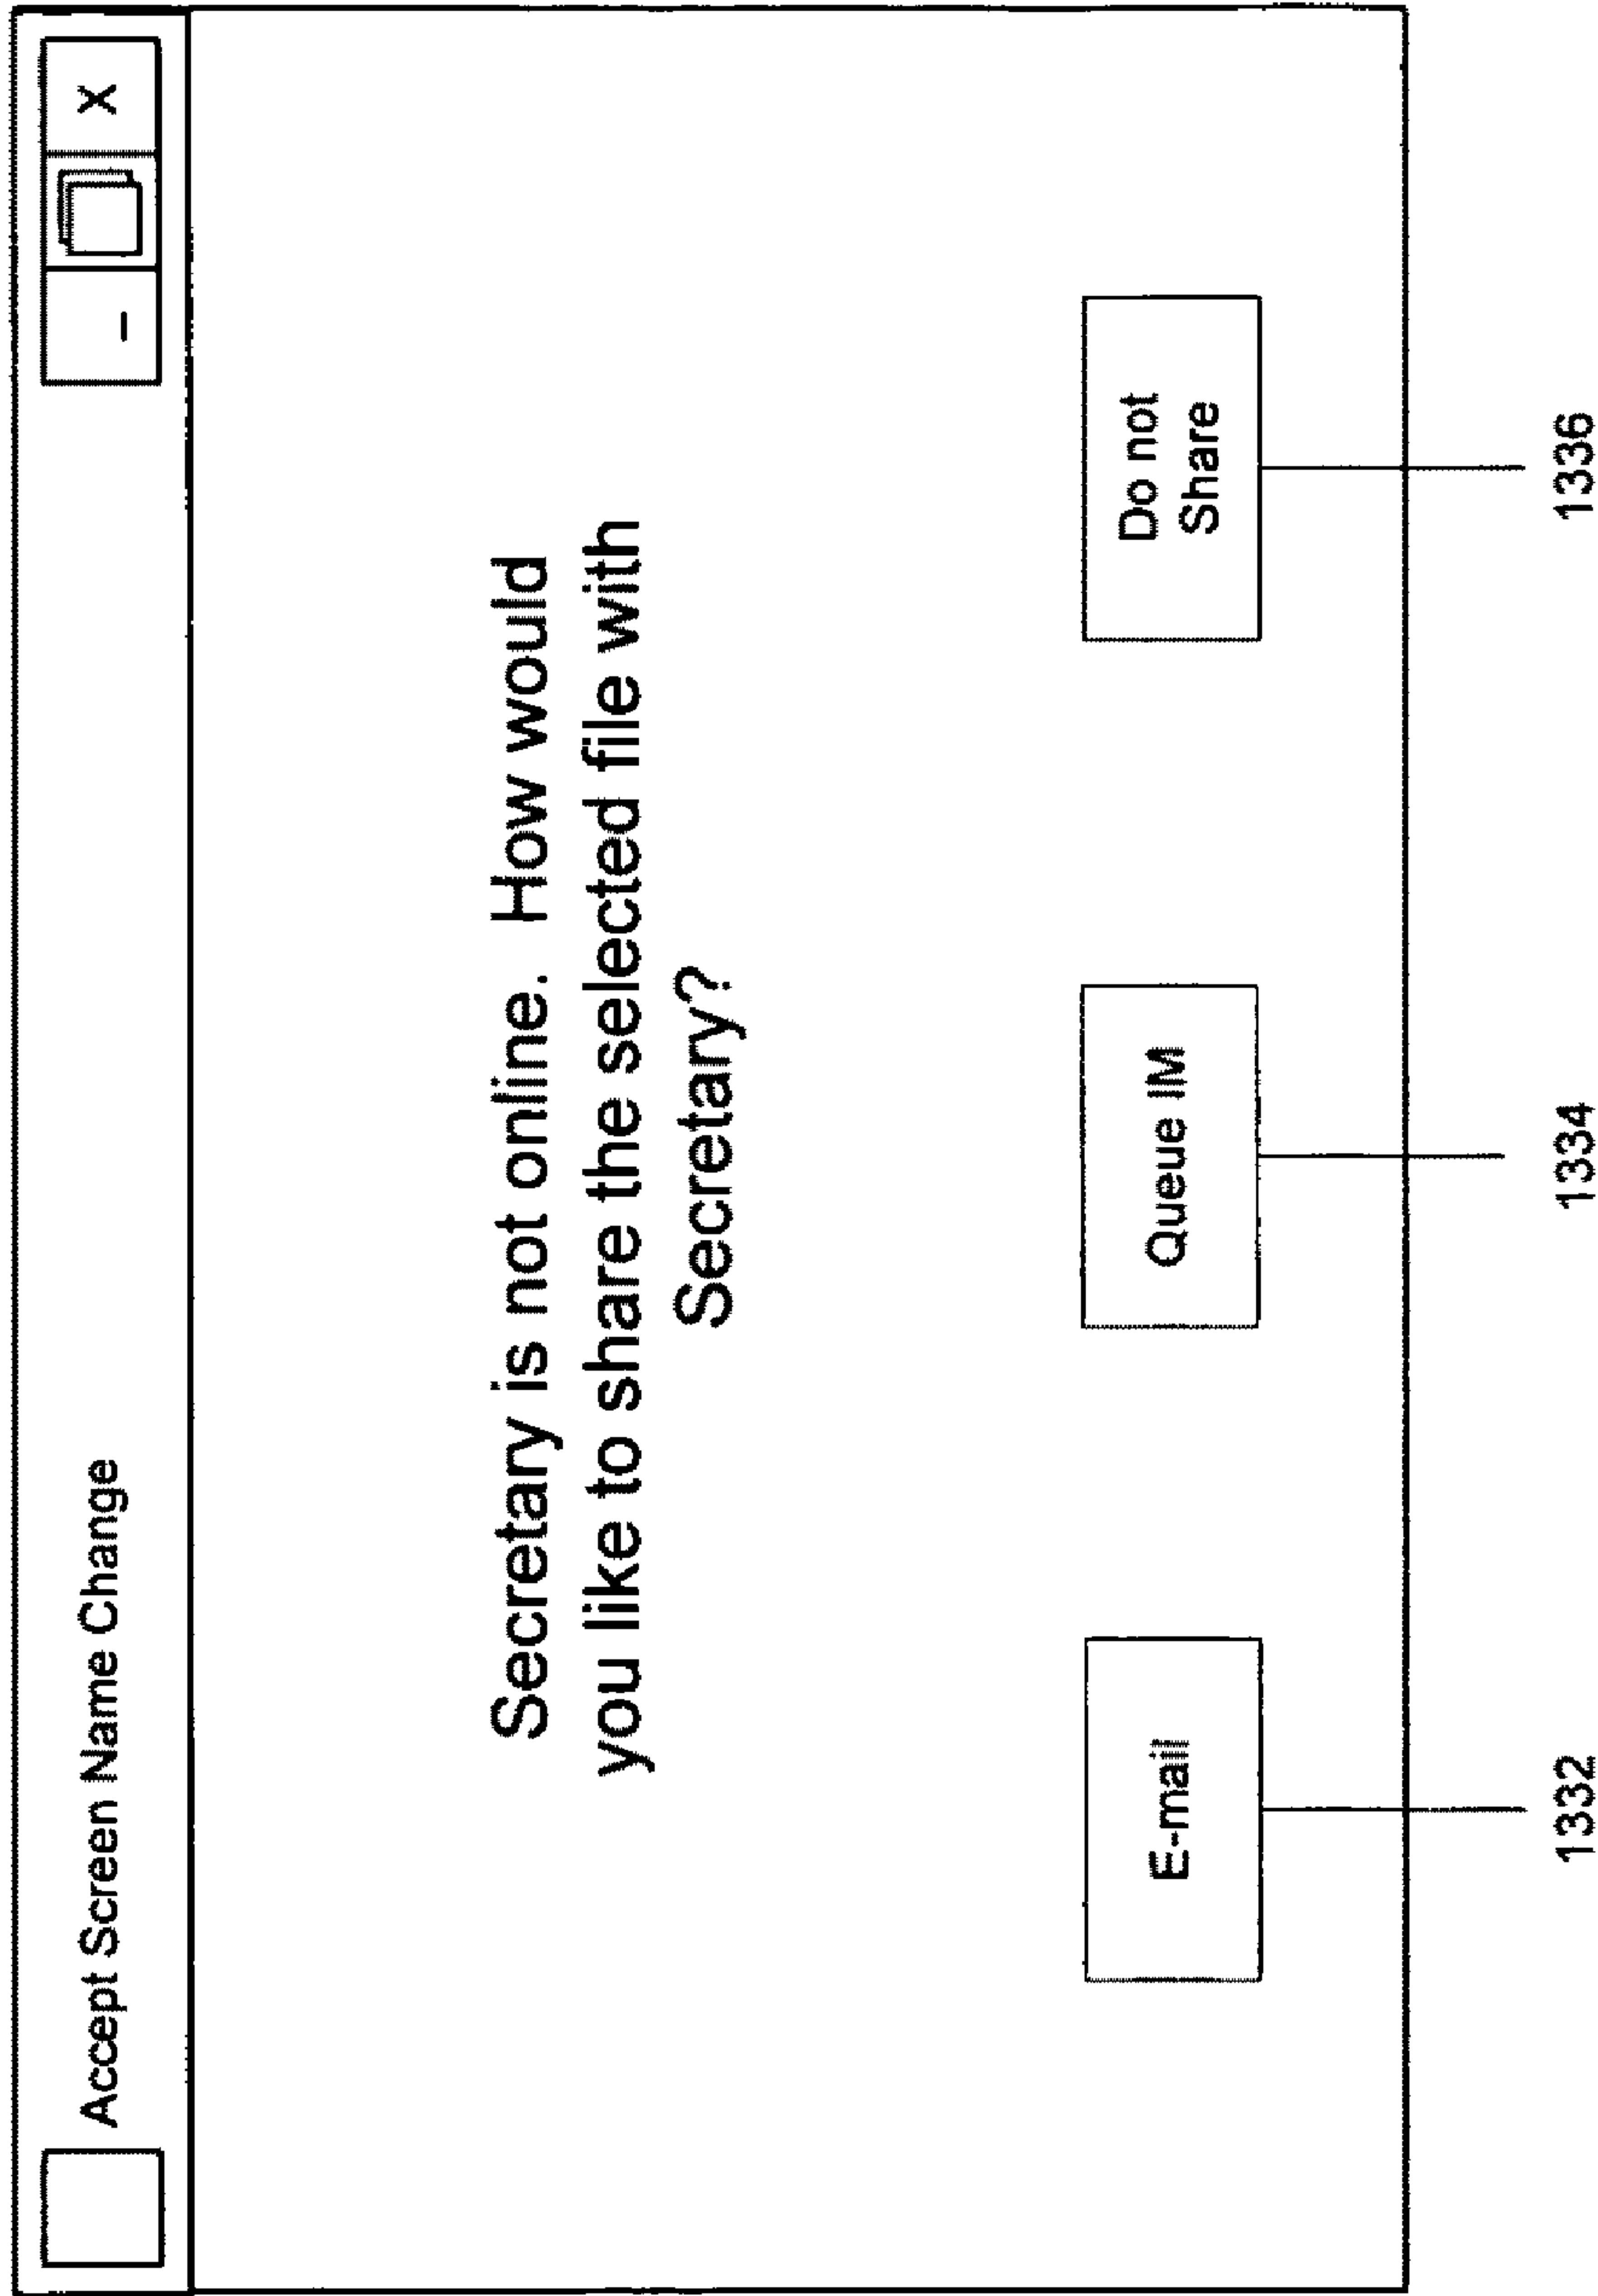 Accept Screen Name Change
– X
Secretary is not online. How would
you like to share the selected file with
Secretary?
E-mail
Queue IM
Do not
Share
1332
1334
1336